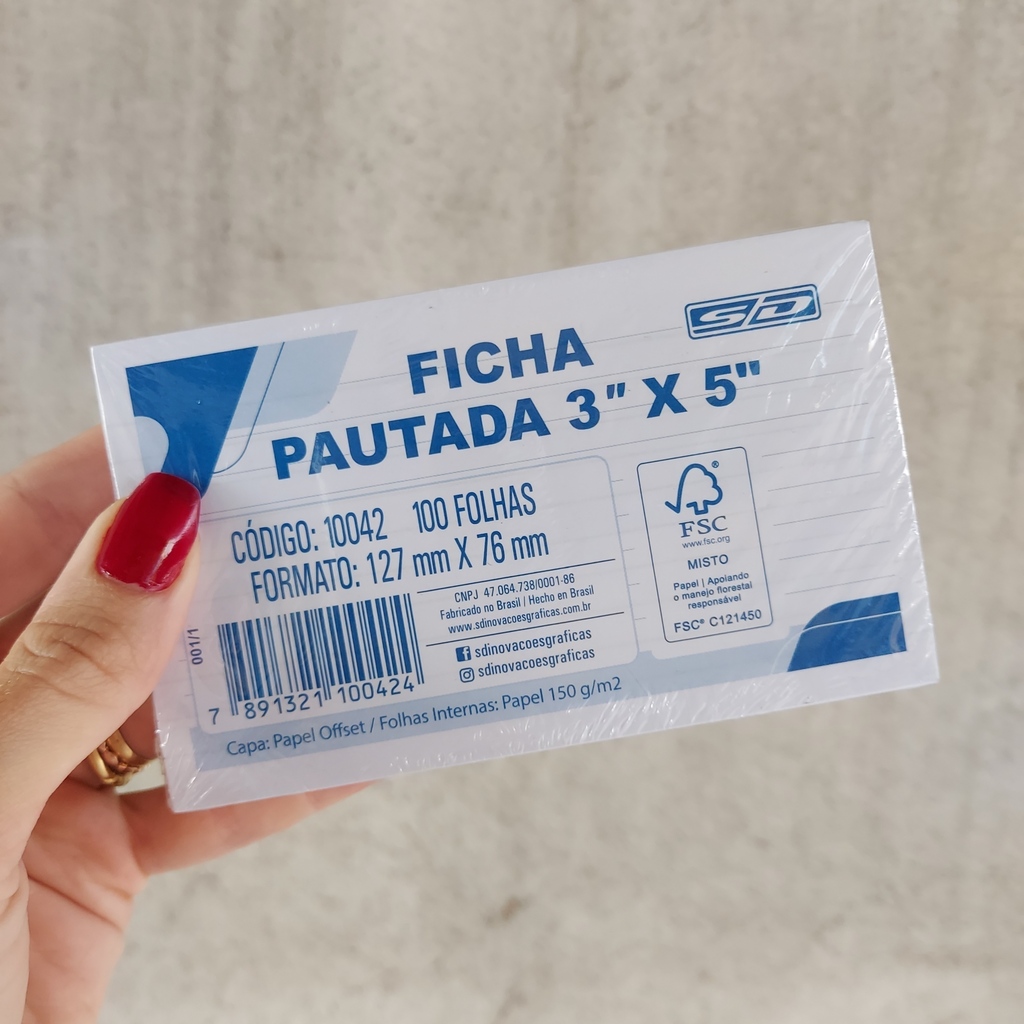 S/D
FICHA
PAUTADA 3" X 5"
CÓDIGO: 10042 100 FOLHAS
FORMATO: 127 mm X 76 mm
CNPJ 47.064.738/0001-86
Fabricado no Brasil | Hecho en Brasil
www.sdinovacoesgraficas.com.br
sdinovacoesgraficas
sdinovacoesgraficas
001/1
7 891321 100424
Capa: Papel Offset / Folhas Internas: Papel 150 g/m2
®
FSC
www.fsc.org
MISTO
Papel | Apoiando
o manejo florestal
responsável
FSC® C121450